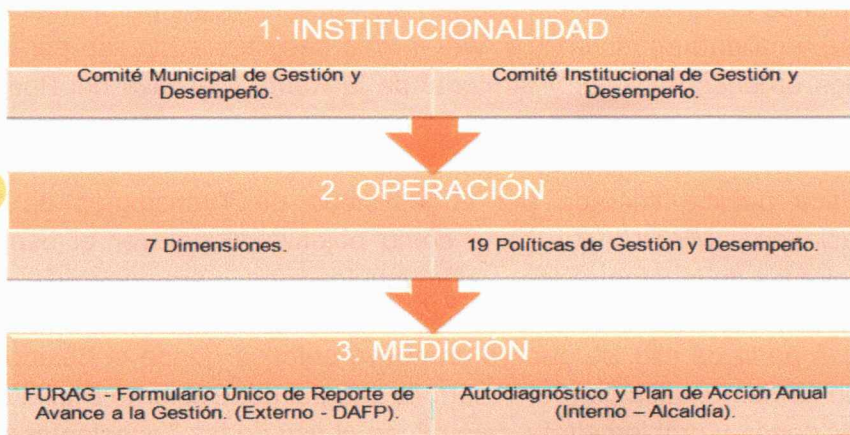 1. INSTITUCIONALIDAD
Comité Municipal de Gestión y
Desempeño.
Comité Institucional de Gestión y
Desempeño.
2. OPERACIÓN
7 Dimensiones.
19 Políticas de Gestión y Desempeño.
3. MEDICIÓN
FURAG - Formulario Único de Reporte de
Avance a la Gestión. (Externo - DAFP).
Autodiagnóstico y Plan de Acción Anual
(Interno – Alcaldía).